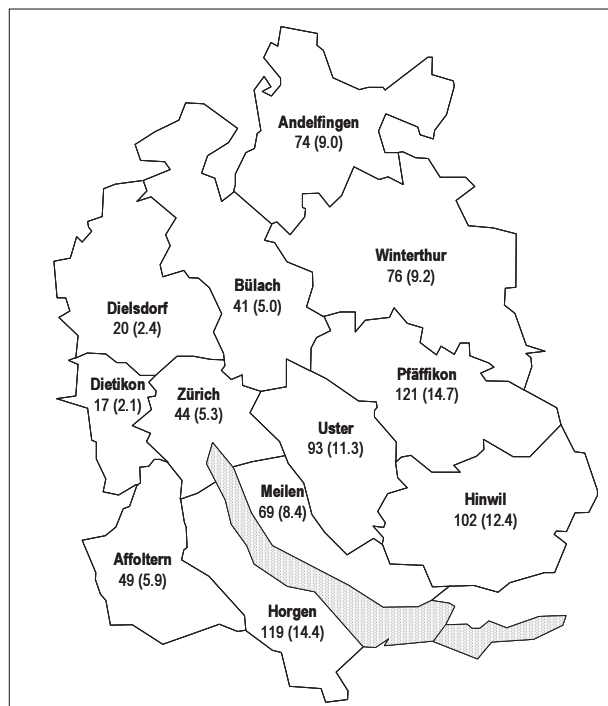 Andelfingen
74 (9.0)
Winterthur
76 (9.2)
Bülach
41 (5.0)
Dielsdorf
20 (2.4)
Pfäffikon
121 (14.7)
Dietikon
17 (2.1)
Zürich
44 (5.3)
Uster
93 (11.3)
Meilen
69 (8.4)
Hinwil
102 (12.4)
Affoltern
49 (5.9)
Horgen
119 (14.4)